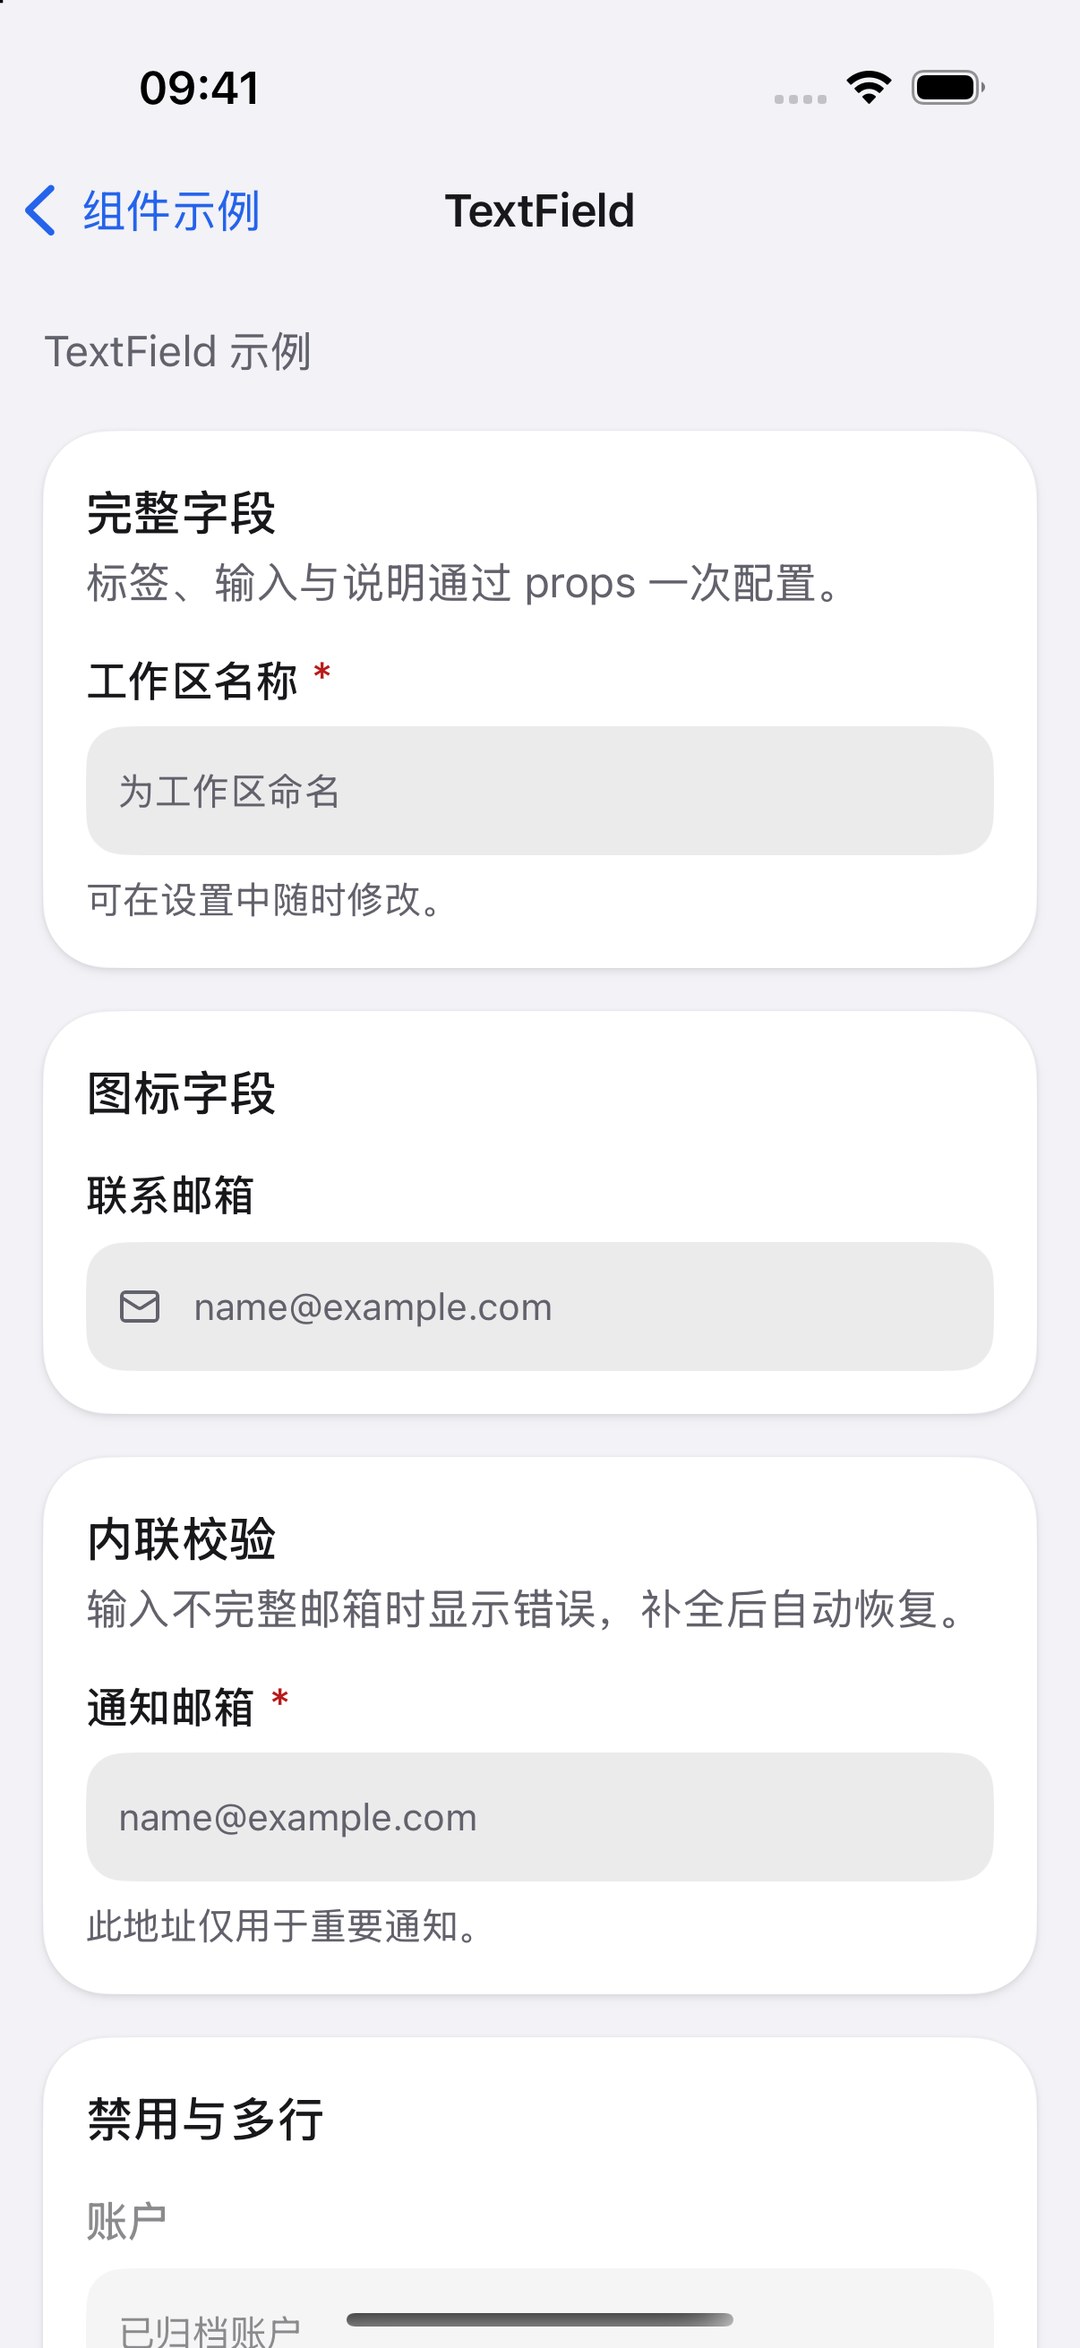 09:41
组件示例
TextField
TextField 示例
完整字段
标签、输入与说明通过 props 一次配置。
工作区名称 *
为工作区命名
可在设置中随时修改。
图标字段
联系邮箱
name@example.com
内联校验
输入不完整邮箱时显示错误，补全后自动恢复。
通知邮箱 *
name@example.com
此地址仅用于重要通知。
禁用与多行
账户
已归档账户